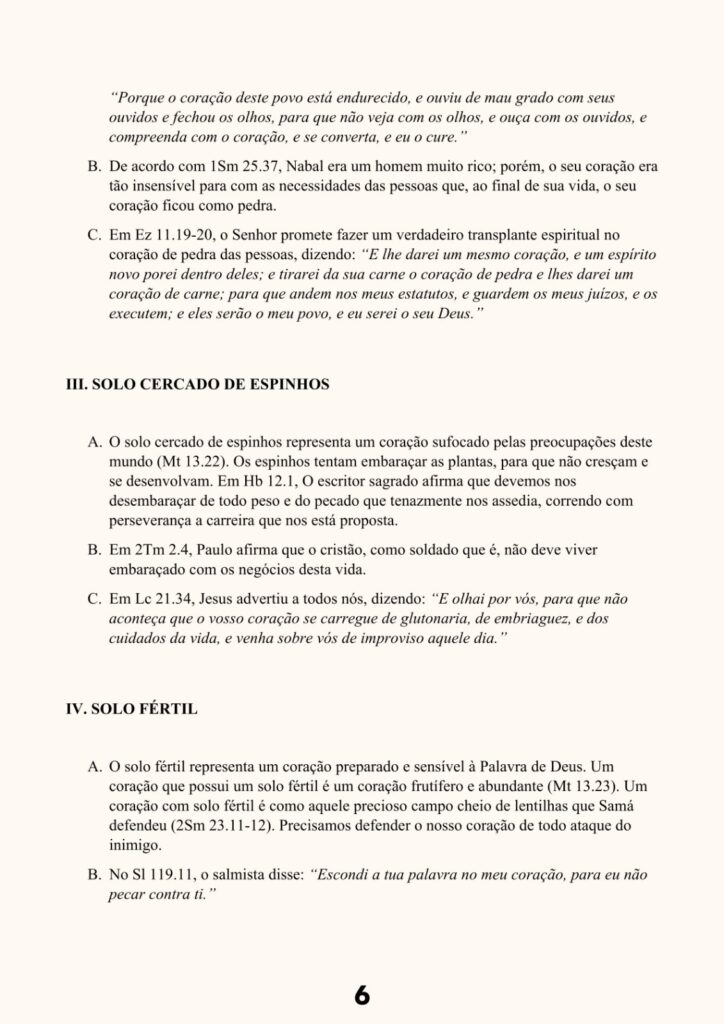 “Porque o coração deste povo está endurecido, e ouviu de mau grado com seus
ouvidos e fechou os olhos, para que não veja com os olhos, e ouça com os ouvidos, e
compreenda com o coração, e se converta, e eu o cure.”
B. De acordo com 1Sm 25.37, Nabal era um homem muito rico; porém, o seu coração era
tão insensível para com as necessidades das pessoas que, ao final de sua vida, o seu
coração ficou como pedra.
C. Em Ez 11.19-20, o Senhor promete fazer um verdadeiro transplante espiritual no
coração de pedra das pessoas, dizendo: “E lhe darei um mesmo coração, e um espírito
novo porei dentro deles; e tirarei da sua carne o coração de pedra e lhes darei um
coração de carne; para que andem nos meus estatutos, e guardem os meus juízos, e os
executem; e eles serão o meu povo, e eu serei o seu Deus.”
III. SOLO CERCADO DE ESPINHOS
A. O solo cercado de espinhos representa um coração sufocado pelas preocupações deste
mundo (Mt 13.22). Os espinhos tentam embaraçar as plantas, para que não cresçam e
se desenvolvam. Em Hb 12.1, O escritor sagrado afirma que devemos nos
desembaraçar de todo peso e do pecado que tenazmente nos assedia, correndo com
perseverança a carreira que nos está proposta.
B. Em 2Tm 2.4, Paulo afirma que o cristão, como soldado que é, não deve viver
embaraçado com os negócios desta vida.
C. Em Lc 21.34, Jesus advertiu a todos nós, dizendo: “E olhai por vós, para que não
aconteça que o vosso coração se carregue de glutonaria, de embriaguez, e dos
cuidados da vida, e venha sobre vós de improviso aquele dia.”
IV. SOLO FÉRTIL
A. O solo fértil representa um coração preparado e sensível à Palavra de Deus. Um
coração que possui um solo fértil é um coração frutífero e abundante (Mt 13.23). Um
coração com solo fértil é como aquele precioso campo cheio de lentilhas que Samá
defendeu (2Sm 23.11-12). Precisamos defender o nosso coração de todo ataque do
inimigo.
B. No Sl 119.11, o salmista disse: “Escondi a tua palavra no meu coração, para eu não
pecar contra ti.”
6